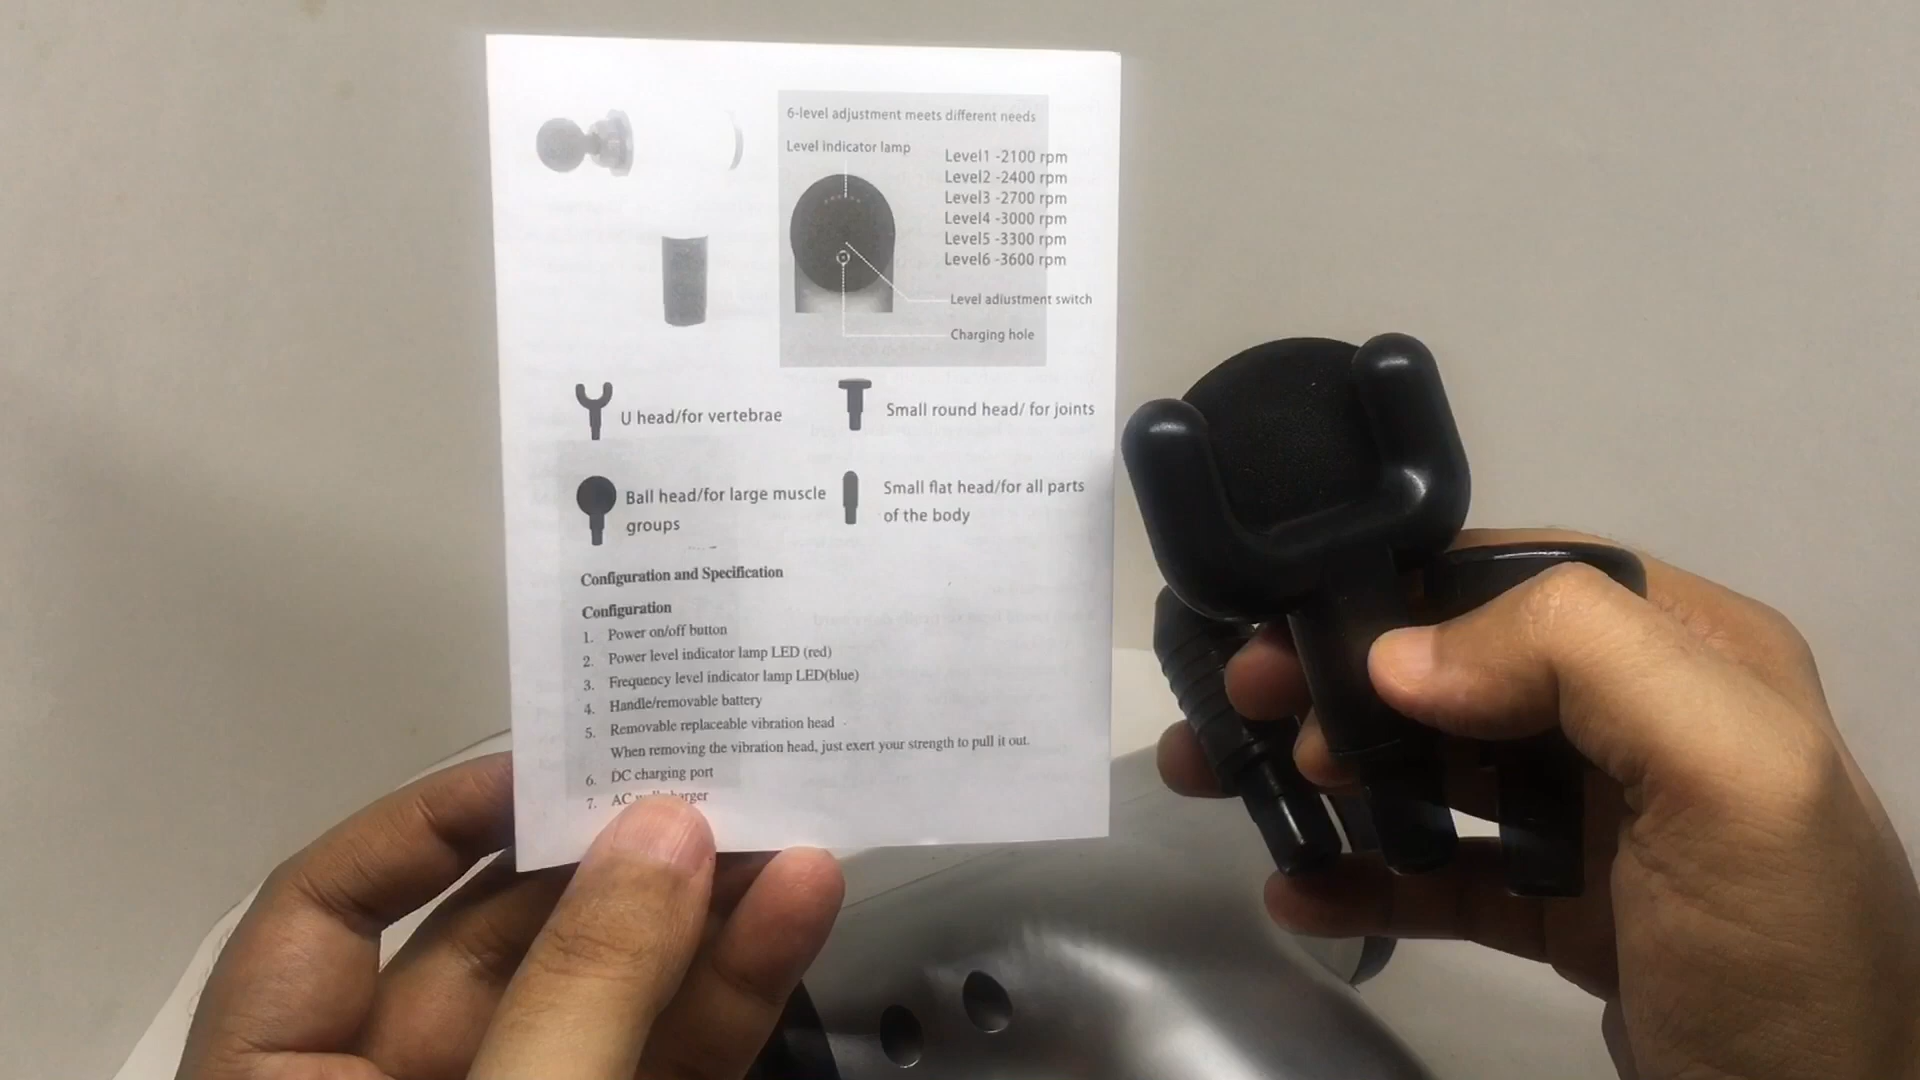 6-level adjustment meets different needs
Level indicator lamp
Level1 -2100 rpm
Level2 -2400 rpm
Level3 -2700 rpm
Level4 -3000 rpm
Level5 -3300 rpm
Level6 -3600 rpm
Level adiustment switch
Charging hole
U head/for vertebrae
Small round head/ for joints
Ball head/for large muscle
groups
Small flat head/for all parts
of the body
Configuration and Specification
Configuration
1. Power on/off button
2. Power level indicator lamp LED (red)
3. Frequency level indicator lamp LED(blue)
4. Handle/removable battery
5. Removable replaceable vibration head
When removing the vibration head, just exert your strength to pull it out.
6. DC charging port
7. AC